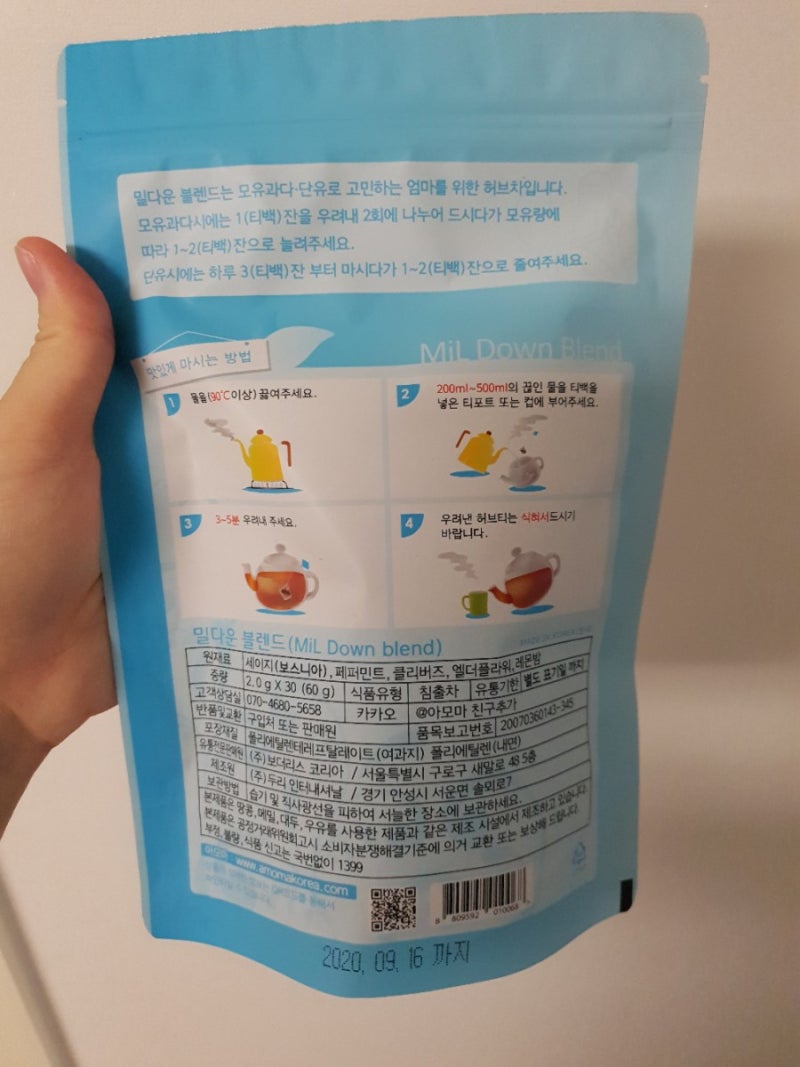 밀다운 블렌드는 모유과다·단유로 고민하는 엄마를 위한 허브차입니다.
모유과다시에는 1(티백)잔을 우려내 2회에 나누어 드시다가 모유량에
따라 1~2(티백)잔으로 늘려주세요.
단유시에는 하루 3(티백)잔 부터 마시다가 1~2(티백)잔으로 줄여주세요.
MiL Down Blend
맛있게 마시는 방법
1 물을(90℃이상) 끓여주세요.
2 200ml~500ml의 끓인 물을 티백을
넣은 티포트 또는 컵에 부어주세요.
3 3~5분 우려내 주세요.
4 우려낸 허브티는 식혀서드시기
바랍니다.
밀다운 블렌드(MiL Down blend)
MADE IN KOREA
원재료 세이지(보스니아), 페퍼민트, 클리버즈, 엘더플라워, 레몬밤
중량 2.0 g X 30 (60 g) 식품유형 침출차 유통기한 별도 표기일 까지
고객상담실 070-4680-5658 카카오 @아모마 친구추가
반품및교환 구입처 또는 판매원 품목보고번호 20070360143-345
포장재질 폴리에틸렌테레프탈레이트(여과지) 폴리에틸렌(내면)
유통전문판매원 (주)보더리스 코리아 / 서울특별시 구로구 새말로 48 5층
제조원 (주)두리 인터내셔날 / 경기 안성시 서운면 솔뫼로7
보관방법 습기 및 직사광선을 피하여 서늘한 장소에 보관하세요.
본제품은 땅콩, 메밀, 대두, 우유를 사용한 제품과 같은 제조 시설에서 제조하고 있습니다.
본제품은 공정거래위원회고시 소비자분쟁해결기준에 의거 교환 또는 보상해 드립니다.
부정, 불량, 식품 신고는 국번없이 1399
아모마 : www.amomakorea.com
8 809592 010068
2020. 09. 16 까지